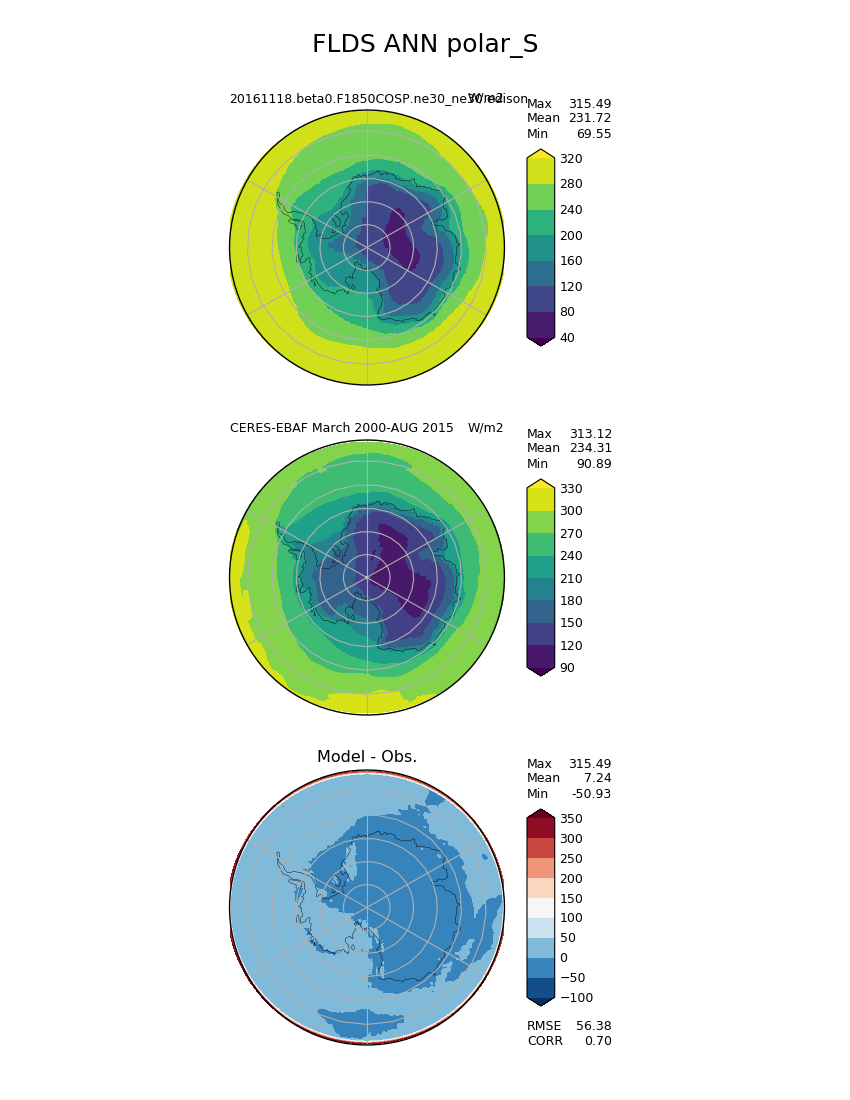 FLDS ANN polar_S
20161118.beta0.F1850COSP.ne30_ne30.edison W/m2
Max 315.49
Mean 231.72
Min 69.55
320
280
240
200
160
120
80
40
CERES-EBAF March 2000-AUG 2015 W/m2
Max 313.12
Mean 234.31
Min 90.89
330
300
270
240
210
180
150
120
90
Model - Obs.
Max 315.49
Mean 7.24
Min -50.93
350
300
250
200
150
100
50
0
−50
−100
RMSE 56.38
CORR 0.70